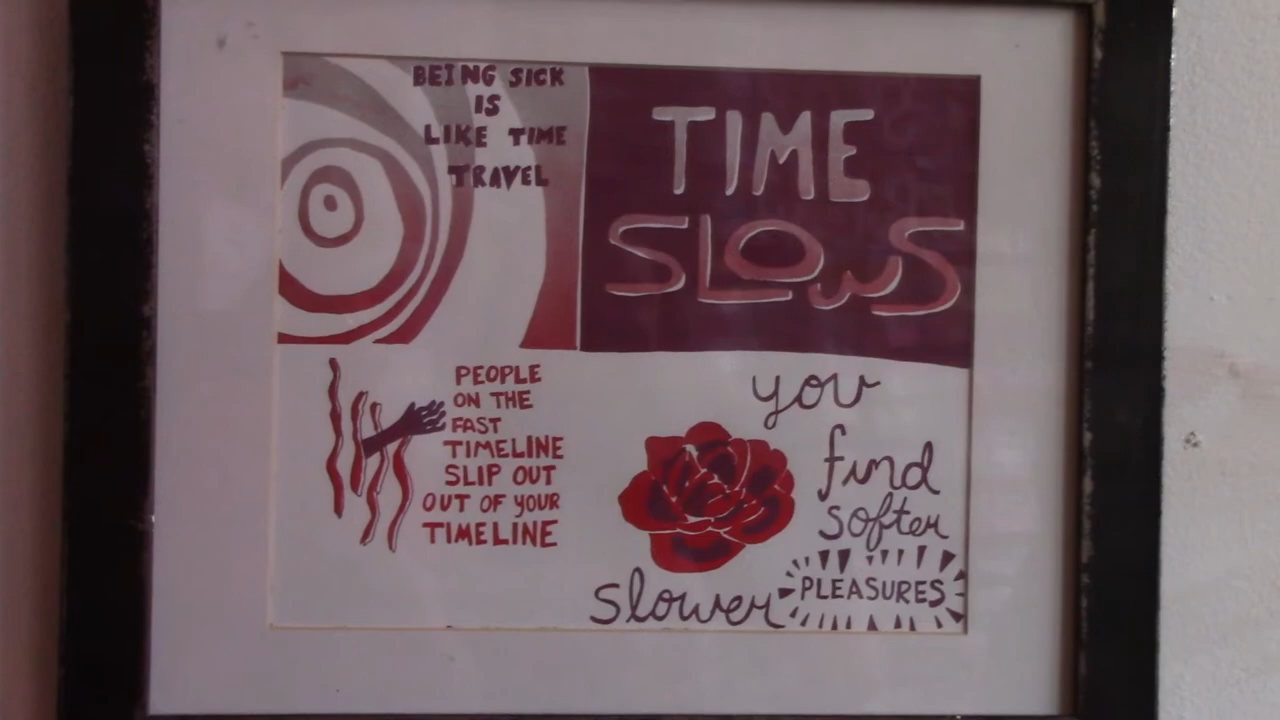 BEING SICK
IS
LIKE TIME
TRAVEL
TIME
SLOWS
PEOPLE
ON THE
FAST
TIMELINE
SLIP OUT
OUT OF YOUR
TIMELINE
you
find
softer
slower PLEASURES